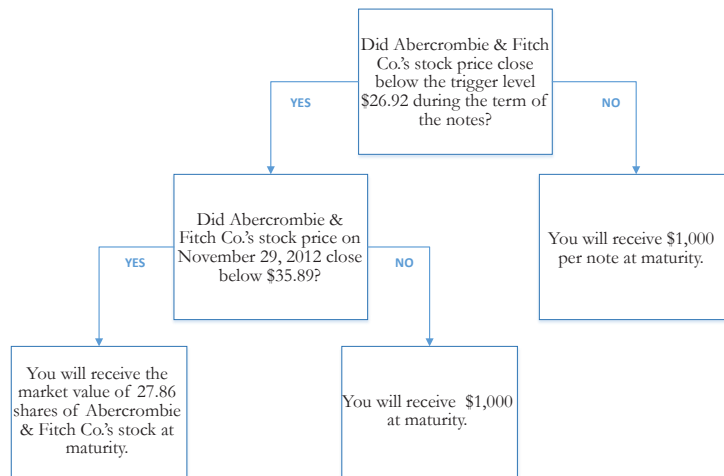 Did Abercrombie & Fitch
Co.'s stock price close
below the trigger level
$26.92 during the term of
the notes?
YES
NO
Did Abercrombie &
Fitch Co.'s stock price on
November 29, 2012 close
below $35.89?
You will receive $1,000
per note at maturity.
YES
NO
You will receive the
market value of 27.86
shares of Abercrombie
& Fitch Co.'s stock at
maturity.
You will receive $1,000
at maturity.